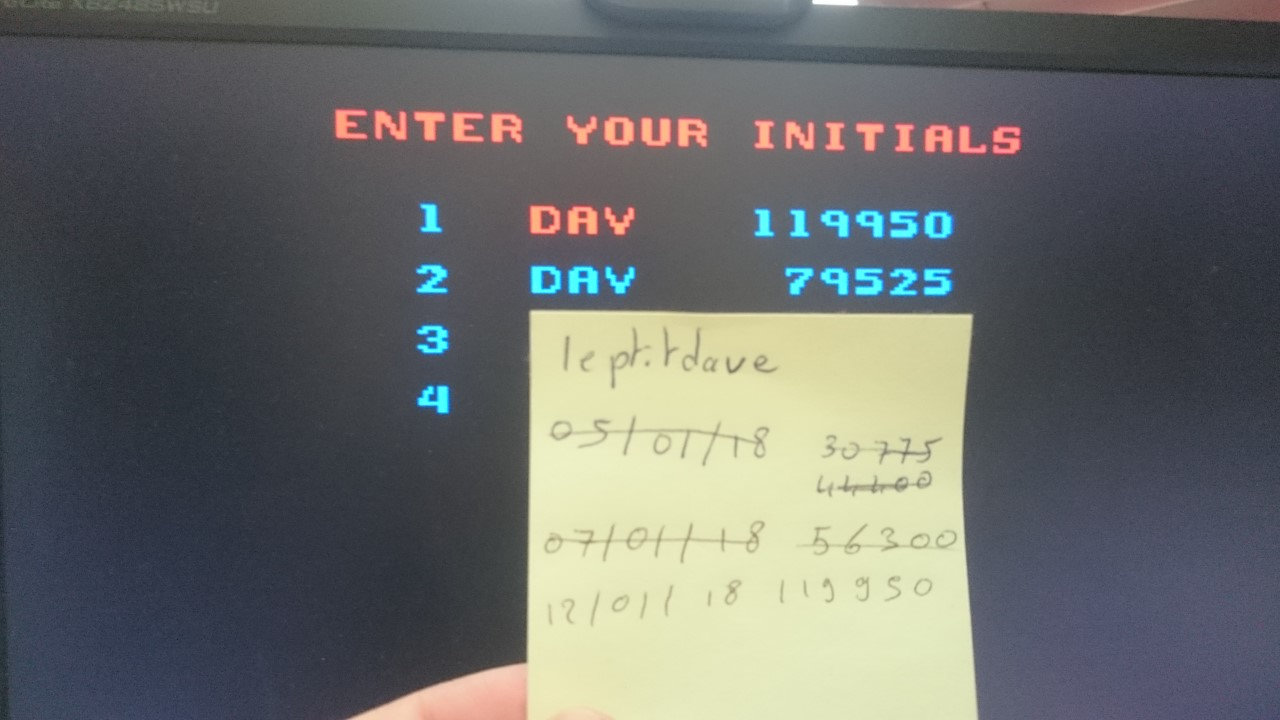 ENTER YOUR INITIALS
1 DAV 119950
2 DAV 79525
3
4
leptitdave
05/01/18 30775
44400
07/01/18 56300
12/01/18 119950